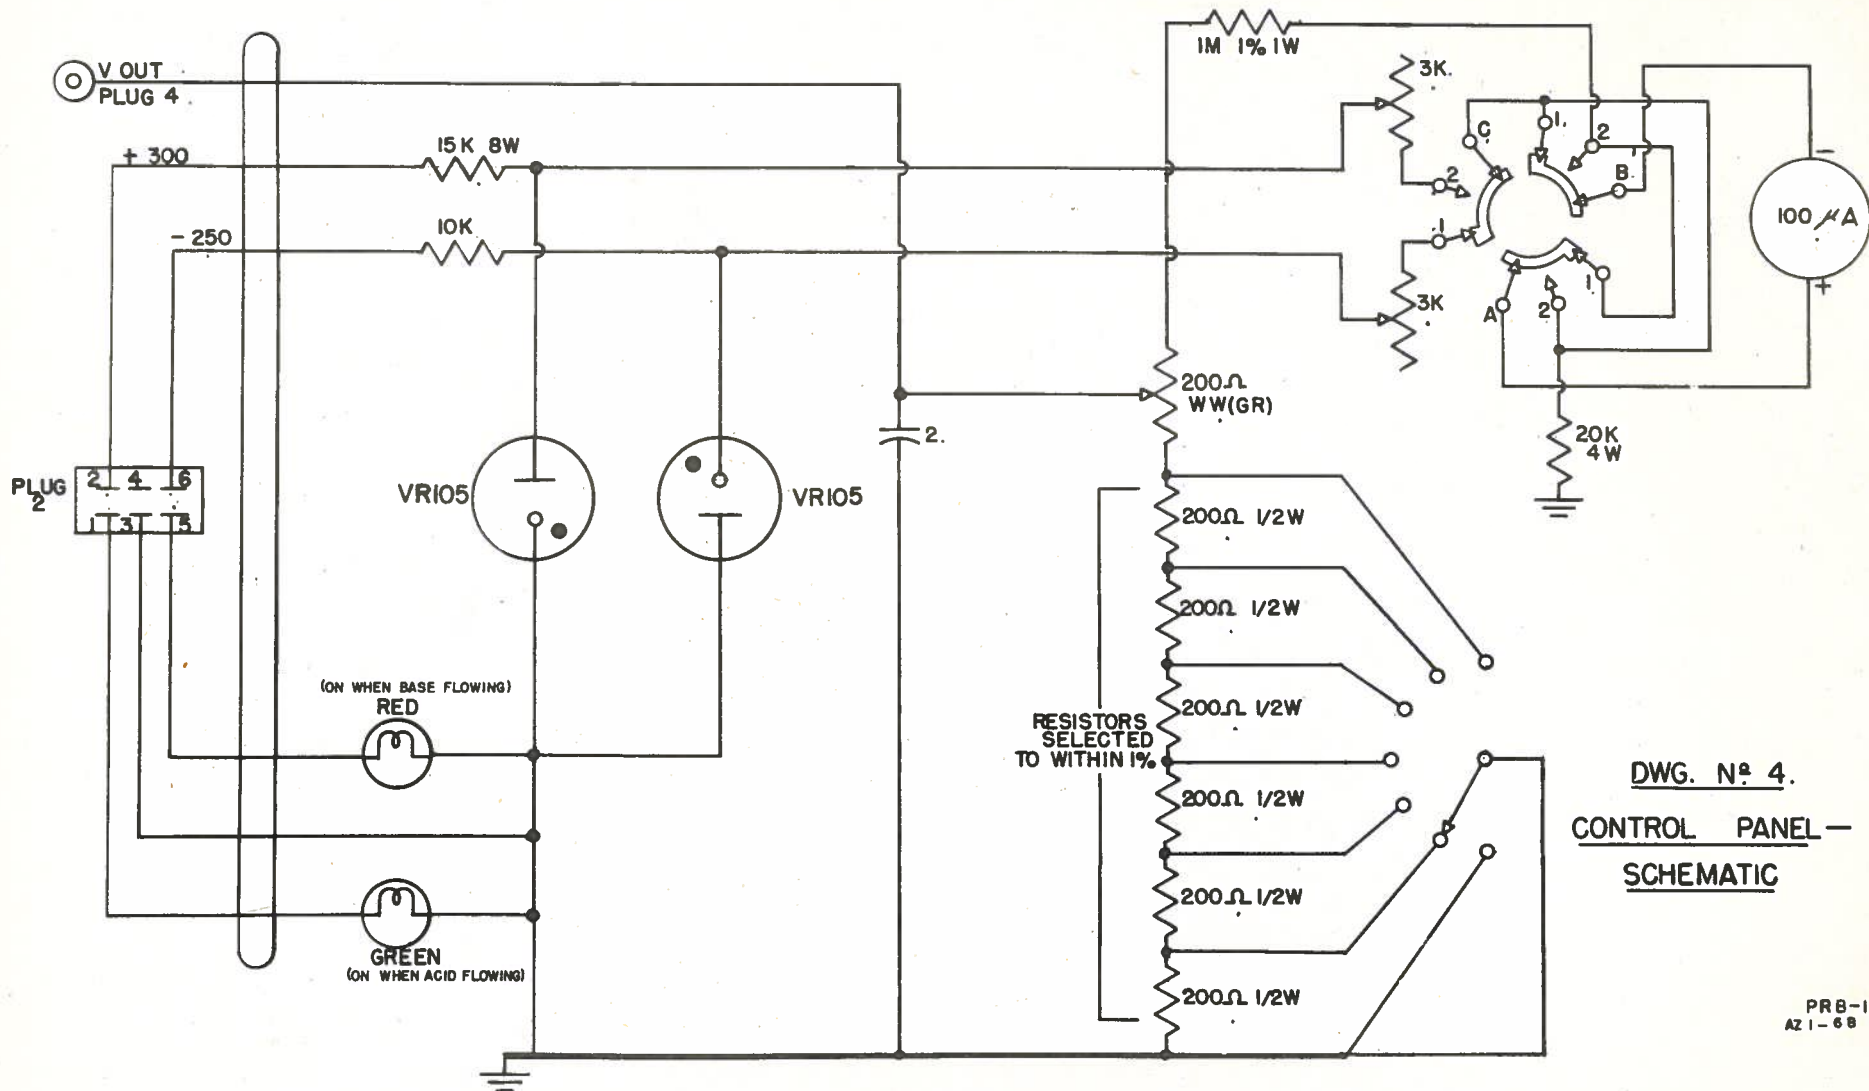 V OUT
PLUG 4
+ 300
15K 8W
- 250
10K
1M 1% 1W
3K.
C
1.
2
B
2
.1
1.
A
2
3K
-
100 μA
+
200Ω
WW(GR)
2.
20K
4W
PLUG
2
2 4 6
1 3 5
VR105
VR105
200Ω 1/2W
200Ω 1/2W
200Ω 1/2W
200Ω 1/2W
200Ω 1/2W
200Ω 1/2W
RESISTORS
SELECTED
TO WITHIN 1%
(ON WHEN BASE FLOWING)
RED
GREEN
(ON WHEN ACID FLOWING)
DWG. Nº 4.
CONTROL PANEL—
SCHEMATIC
PRB-1
AZ 1-68